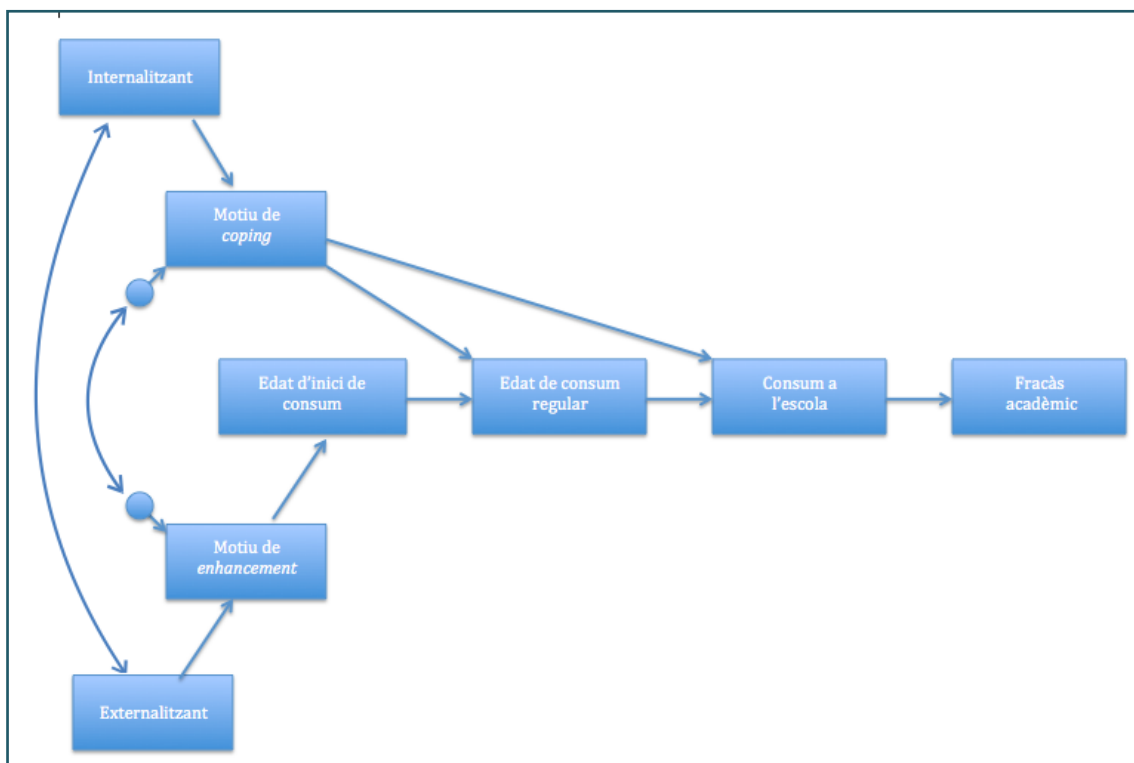 Internalitzant
Motiu de
coping
Edat d'inici de
consum
Edat de consum
regular
Consum a
l'escola
Fracàs
acadèmic
Motiu de
enhancement
Externalitzant